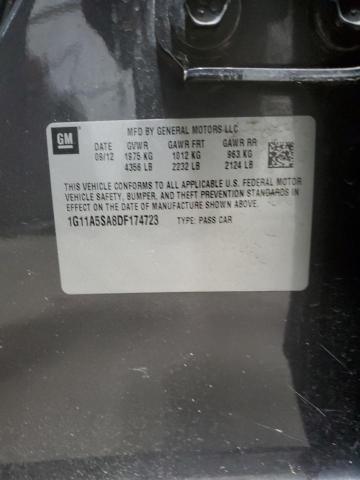 GM
MFD BY GENERAL MOTORS LLC
DATE GVWR GAWR FRT GAWR RR
09/12 1975 KG 1012 KG 963 KG
4356 LB 2232 LB 2124 LB
THIS VEHICLE CONFORMS TO ALL APPLICABLE U.S. FEDERAL MOTOR
VEHICLE SAFETY, BUMPER, AND THEFT PREVENTION STANDARDS IN
EFFECT ON THE DATE OF MANUFACTURE SHOWN ABOVE.
1G11A5SA6DF174723 TYPE: PASS CAR